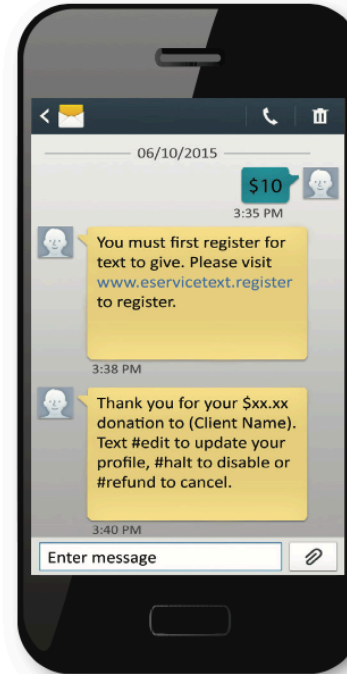 06/10/2015
$10
3:35 PM
You must first register for
text to give. Please visit
www.eservicetext.register
to register.
3:38 PM
Thank you for your $xx.xx
donation to (Client Name).
Text #edit to update your
profile, #halt to disable or
#refund to cancel.
3:40 PM
Enter message